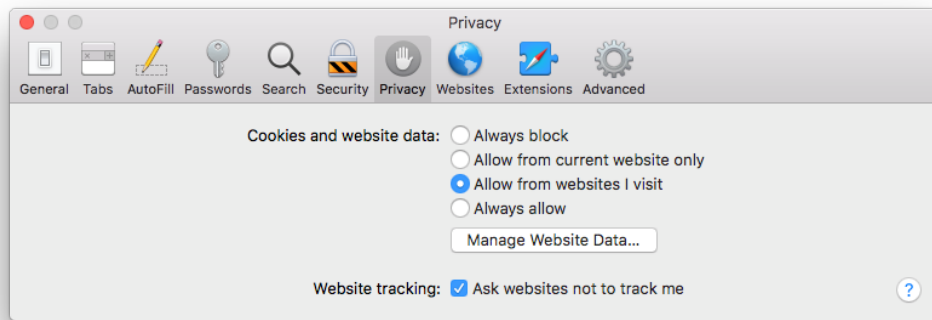 Privacy
General Tabs AutoFill Passwords Search Security Privacy Websites Extensions Advanced
Cookies and website data: Always block
Allow from current website only
Allow from websites I visit
Always allow
Manage Website Data...
Website tracking: Ask websites not to track me ?